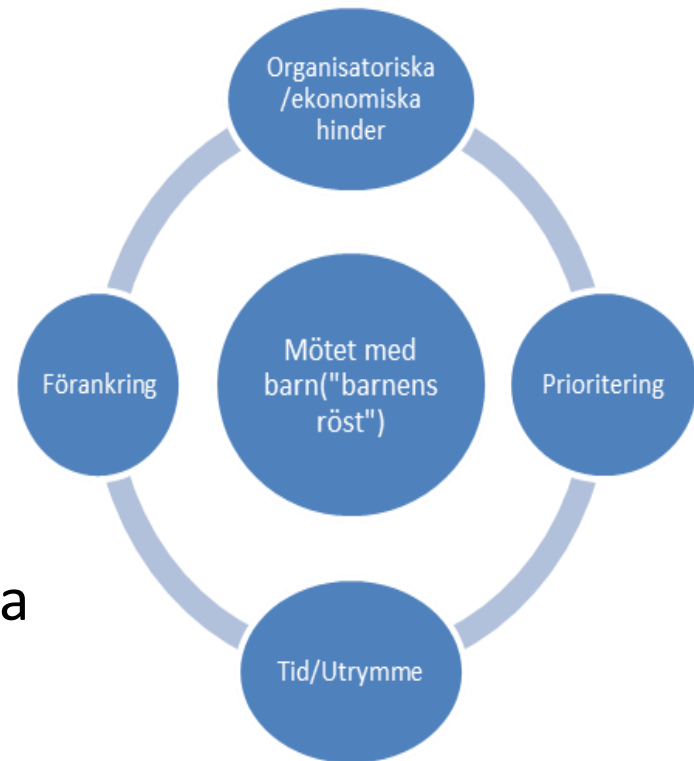 Organisatoriska
/ekonomiska
hinder
Förankring
Mötet med
barn("barnens
röst")
Prioritering
a
Tid/Utrymme